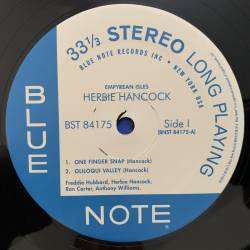 33⅓ STEREO LONG PLAYING
BLUE NOTE RECORDS INC • NEW YORK USA
EMPYREAN ISLES
HERBIE HANCOCK
BST 84175
Side I
(BNST 84175-A)
1. ONE FINGER SNAP (Hancock)
2. OLILOQUI VALLEY (Hancock)
Freddie Hubbard, Herbie Hancock,
Ron Carter, Anthony Williams.
BLUE
NOTE